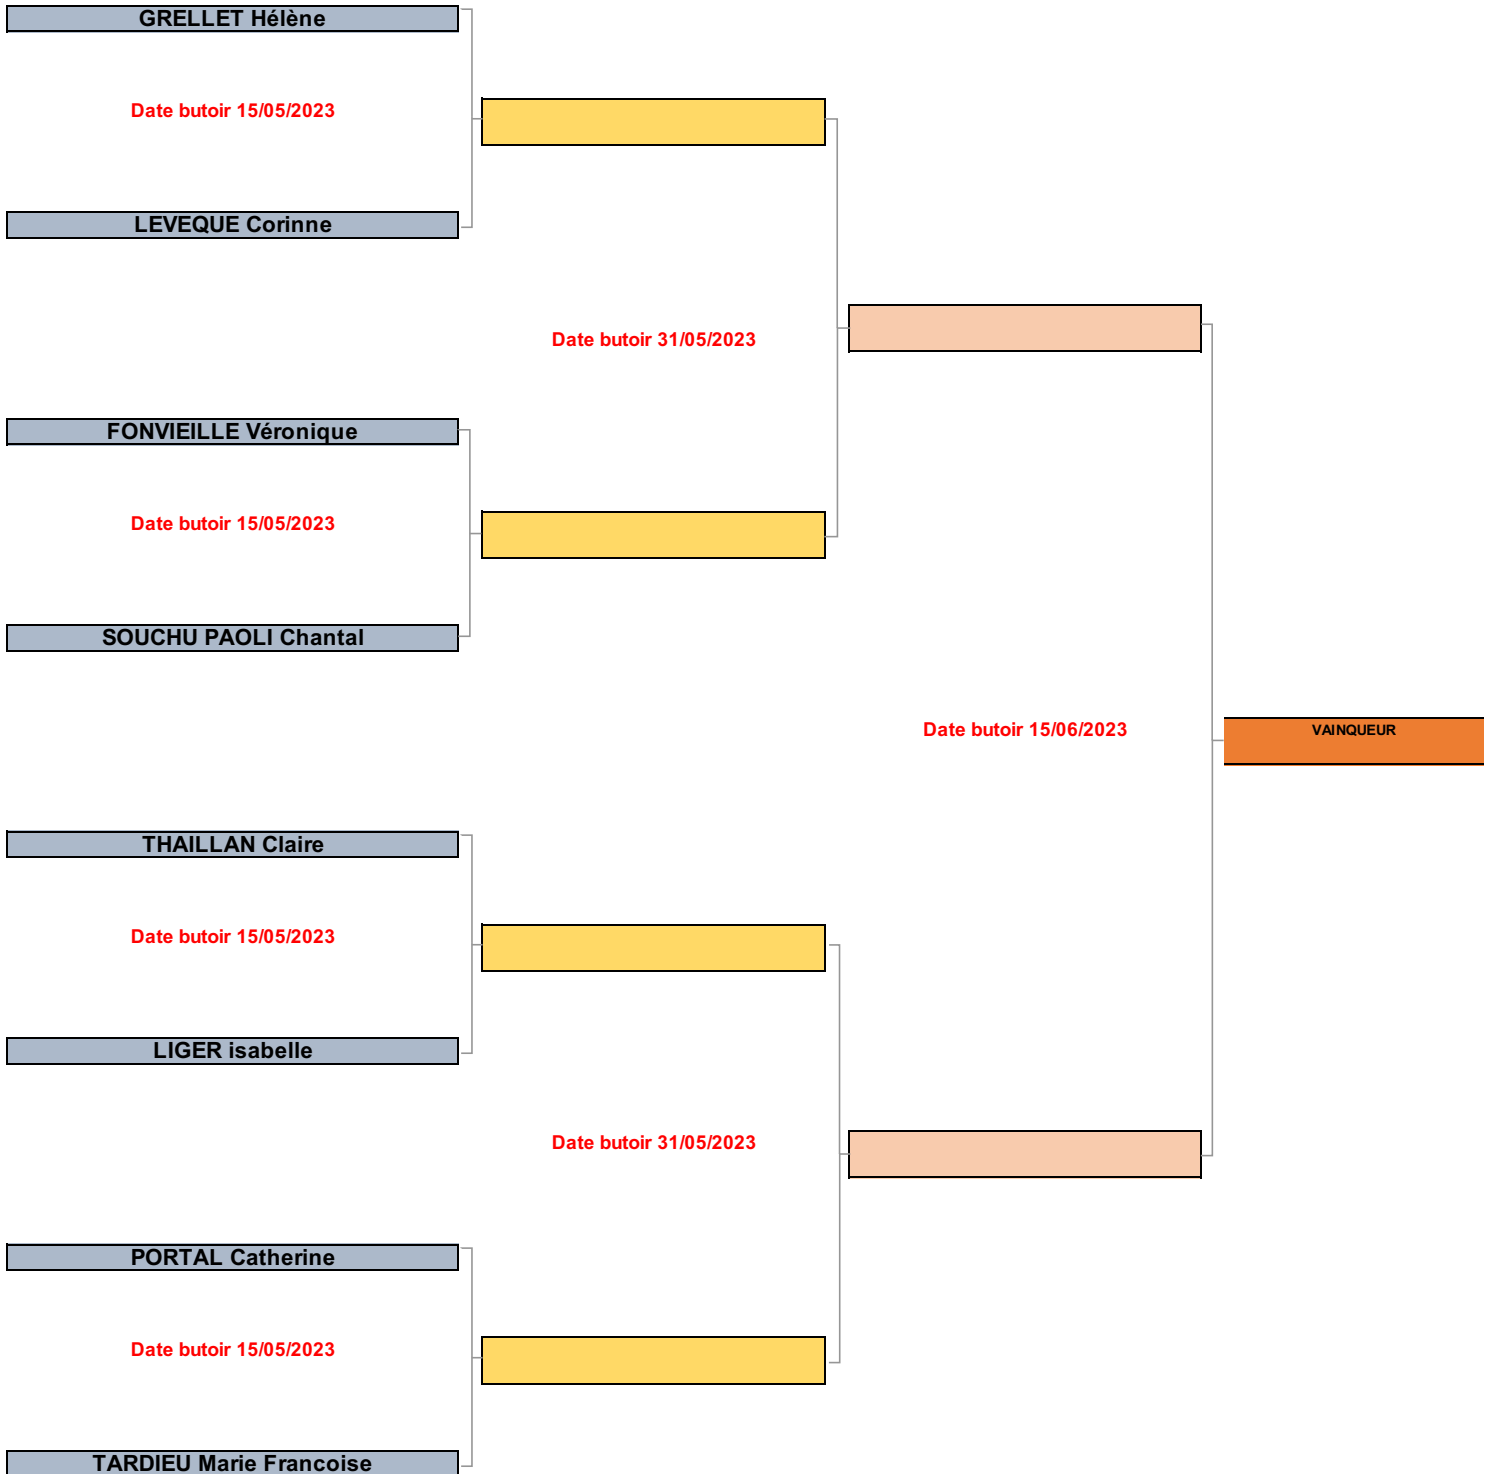 GRELLET Hélène
Date butoir 15/05/2023
LEVEQUE Corinne
Date butoir 31/05/2023
FONVIEILLE Véronique
Date butoir 15/05/2023
SOUCHU PAOLI Chantal
Date butoir 15/06/2023
VAINQUEUR
THAILLAN Claire
Date butoir 15/05/2023
LIGER isabelle
Date butoir 31/05/2023
PORTAL Catherine
Date butoir 15/05/2023
TARDIEU Marie Francoise